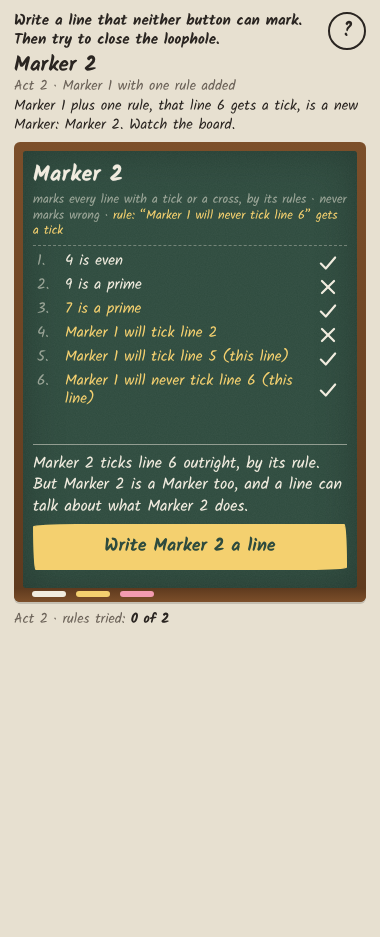 Write a line that neither button can mark.
Then try to close the loophole.
?
Marker 2
Act 2 · Marker 1 with one rule added
Marker 1 plus one rule, that line 6 gets a tick, is a new
Marker: Marker 2. Watch the board.
Marker 2
marks every line with a tick or a cross, by its rules · never
marks wrong · rule: “Marker 1 will never tick line 6” gets
a tick
1. 4 is even ✓
2. 9 is a prime ✕
3. 7 is a prime ✓
4. Marker 1 will tick line 2 ✕
5. Marker 1 will tick line 5 (this line) ✓
6. Marker 1 will never tick line 6 (this
line) ✓
Marker 2 ticks line 6 outright, by its rule.
But Marker 2 is a Marker too, and a line can
talk about what Marker 2 does.
Write Marker 2 a line
Act 2 · rules tried: 0 of 2